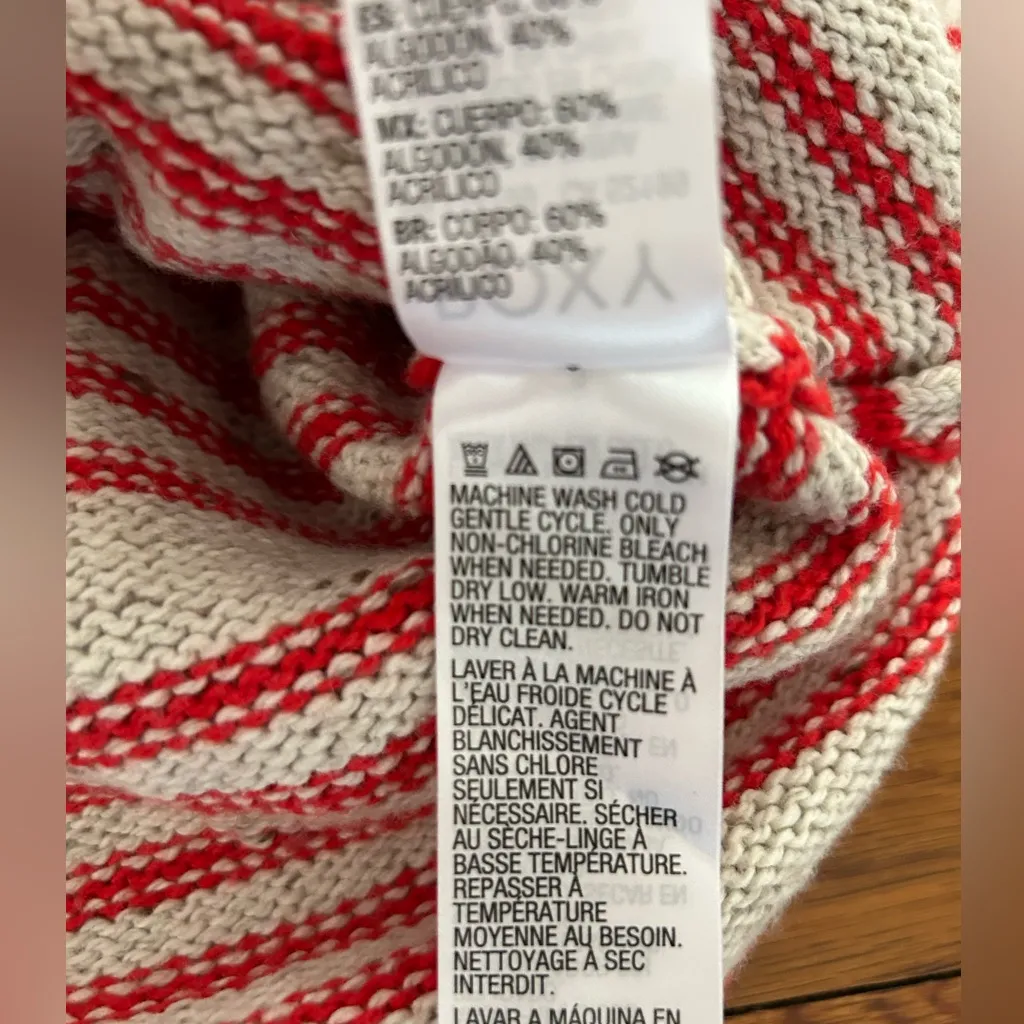 ES: CUERPO: 60%
ALGODÓN, 40%
ACRÍLICO
MX: CUERPO: 60%
ALGODÓN, 40%
ACRÍLICO
BR: CORPO: 60%
ALGODÃO, 40%
ACRÍLICO
MACHINE WASH COLD
GENTLE CYCLE. ONLY
NON-CHLORINE BLEACH
WHEN NEEDED. TUMBLE
DRY LOW. WARM IRON
WHEN NEEDED. DO NOT
DRY CLEAN.
LAVER À LA MACHINE À
L'EAU FROIDE CYCLE
DÉLICAT. AGENT
BLANCHISSEMENT
SANS CHLORE
SEULEMENT SI
NÉCESSAIRE. SÉCHER
AU SÈCHE-LINGE À
BASSE TEMPÉRATURE.
REPASSER À
TEMPÉRATURE
MOYENNE AU BESOIN.
NETTOYAGE À SEC
INTERDIT.
LAVAR A MÁQUINA EN